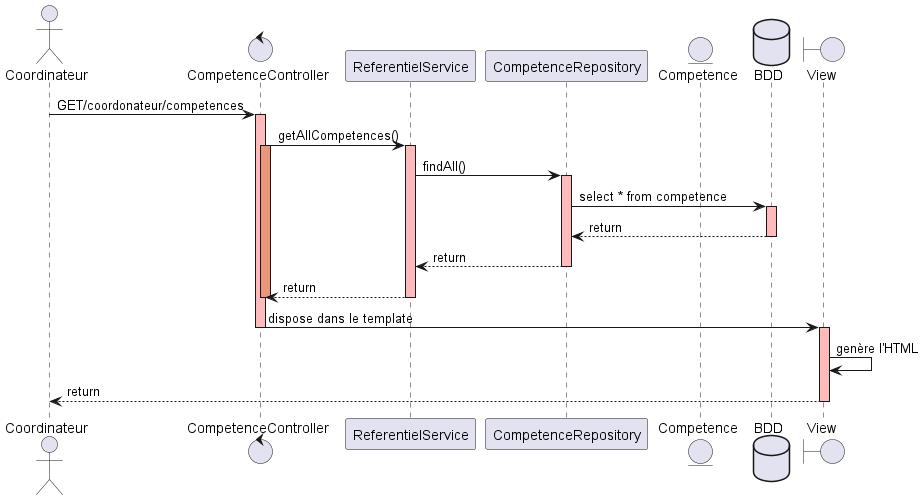 Coordinateur
CompetenceController
ReferentielService
CompetenceRepository
Competence
BDD
View
GET/coordonateur/competences
getAllCompetences()
findAll()
select * from competence
return
return
return
dispose dans le template
genère l'HTML
return
Coordinateur
CompetenceController
ReferentielService
CompetenceRepository
Competence
BDD
View